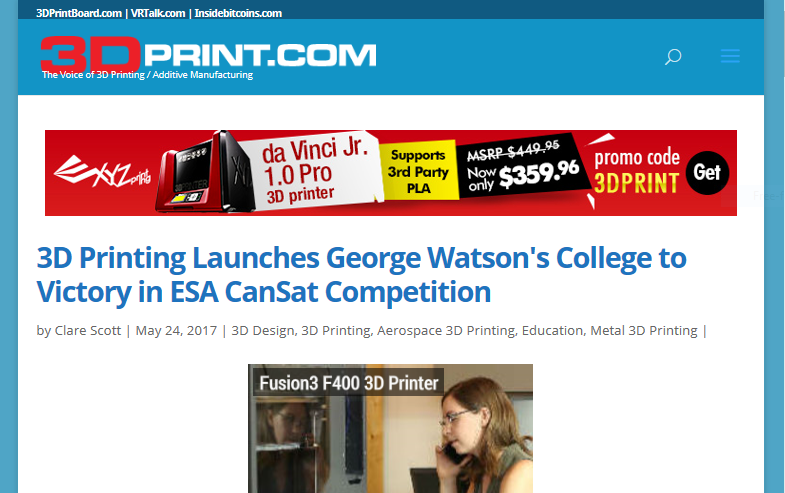 3DPrintBoard.com | VRTalk.com | Insidebitcoins.com
3DPRINT.COM
The Voice of 3D Printing / Additive Manufacturing
XYZprinting
da Vinci Jr.
1.0 Pro
3D printer
Supports
3rd Party
PLA
MSRP $449.95
Now
only $359.96
promo code
3DPRINT
Get
3D Printing Launches George Watson's College to
Victory in ESA CanSat Competition
by Clare Scott | May 24, 2017 | 3D Design, 3D Printing, Aerospace 3D Printing, Education, Metal 3D Printing |
Fusion3 F400 3D Printer